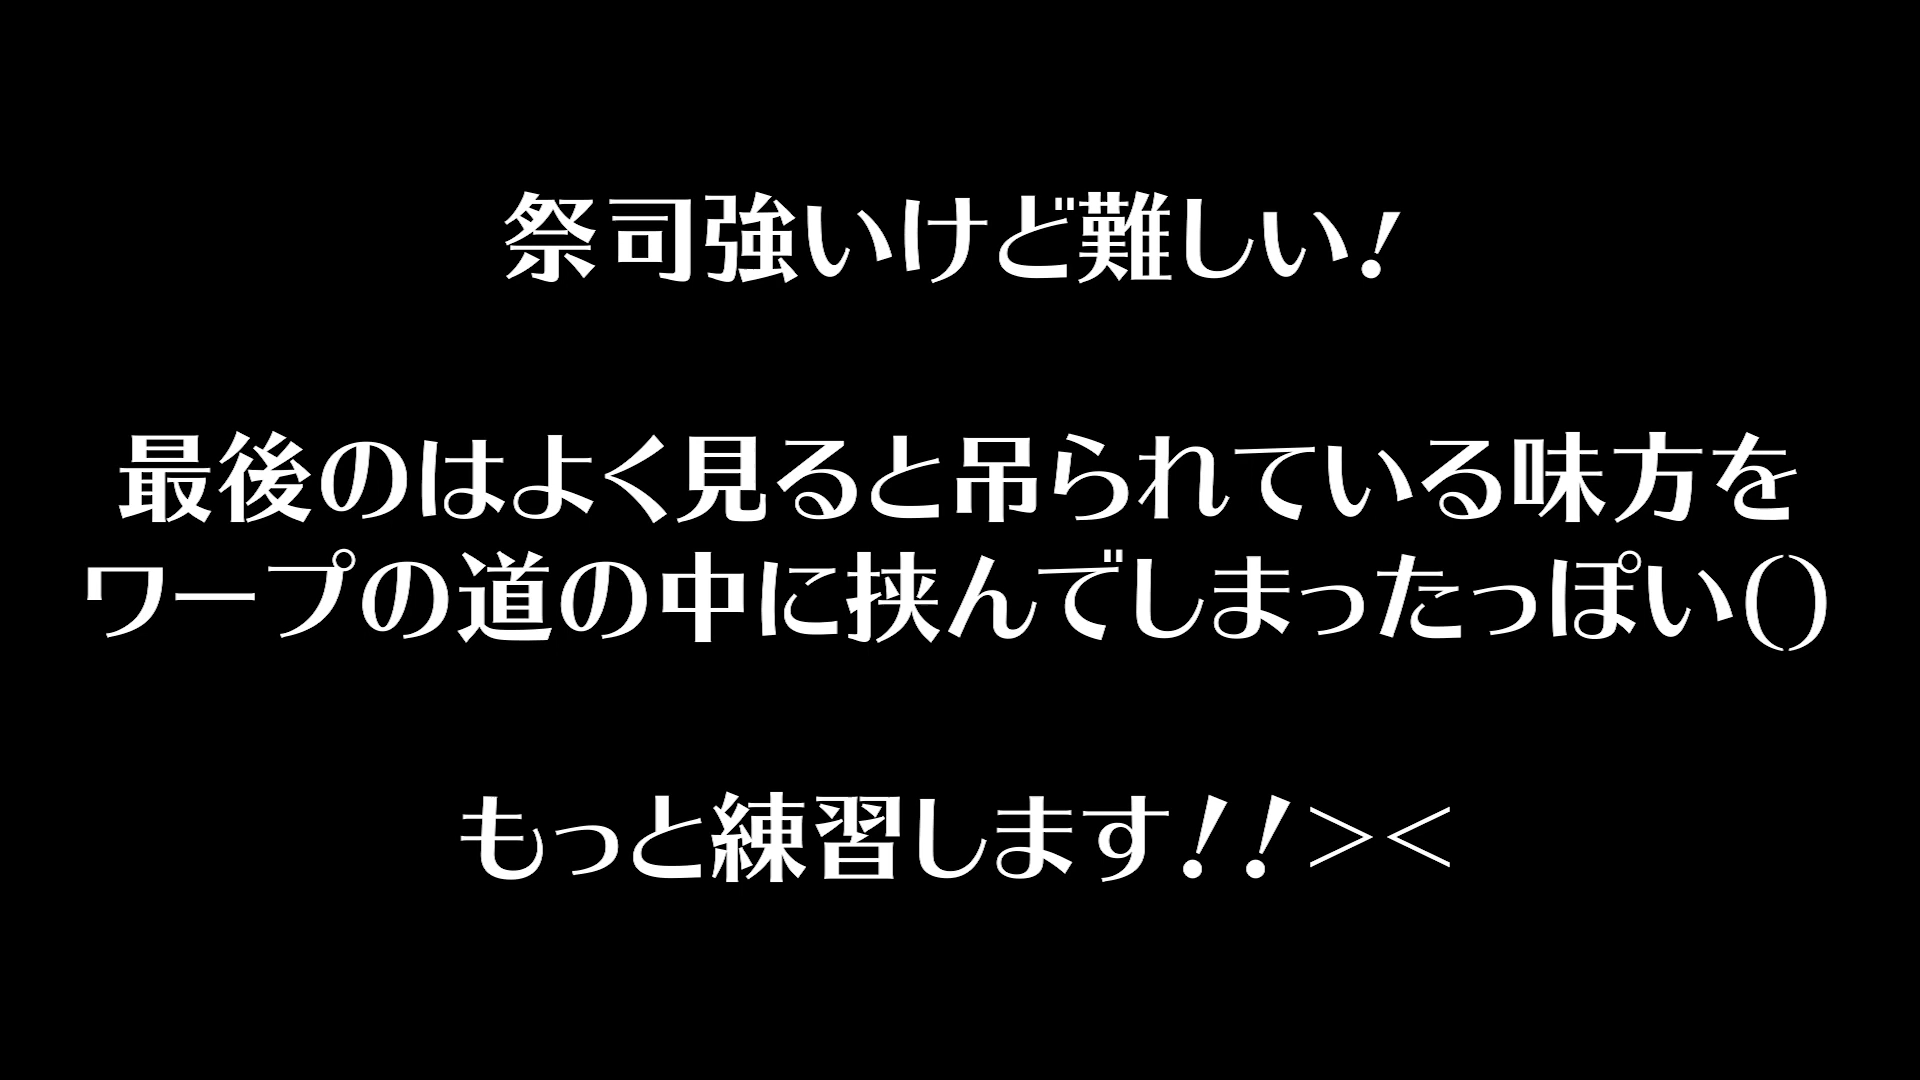 祭司強いけど難しい！
最後のはよく見ると吊られている味方を
ワープの道の中に挟んでしまったっぽい（）
もっと練習します！！＞＜